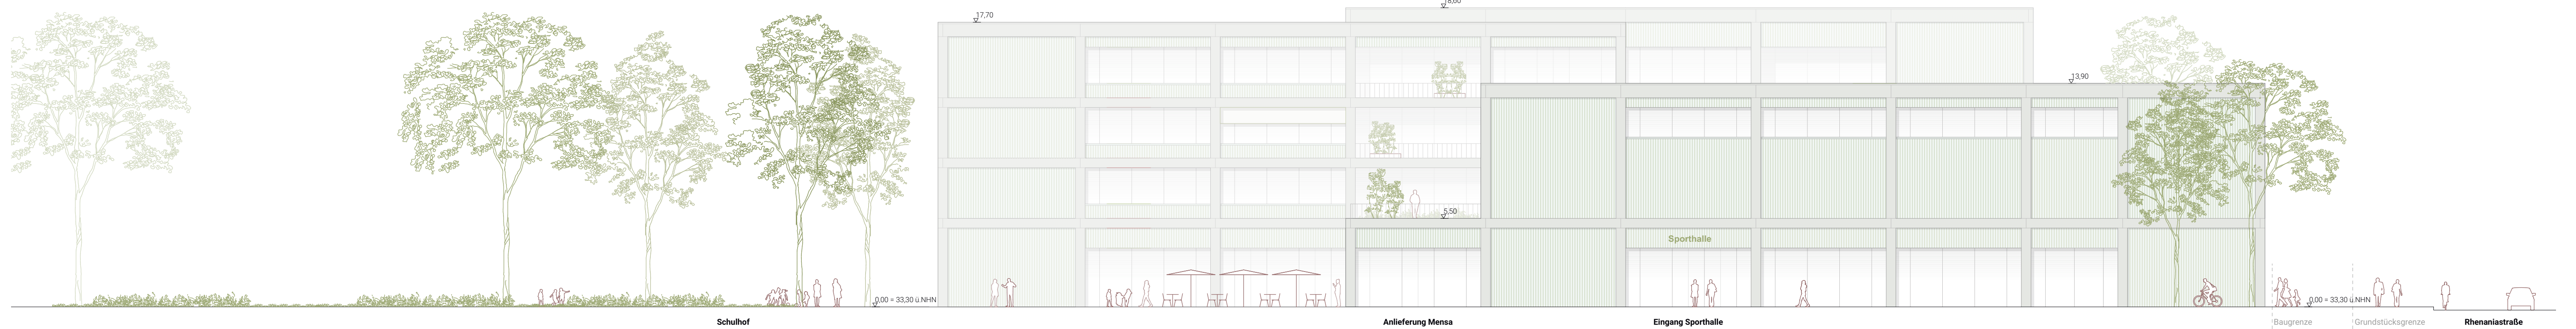 18,60
17,70
13,90
5,50
Sporthalle
0,00 = 33,30 ü.NHN
0,00 = 33,30 ü.NHN
Schulhof
Anlieferung Mensa
Eingang Sporthalle
Baugrenze
Grundstücksgrenze
Rhenaniastraße